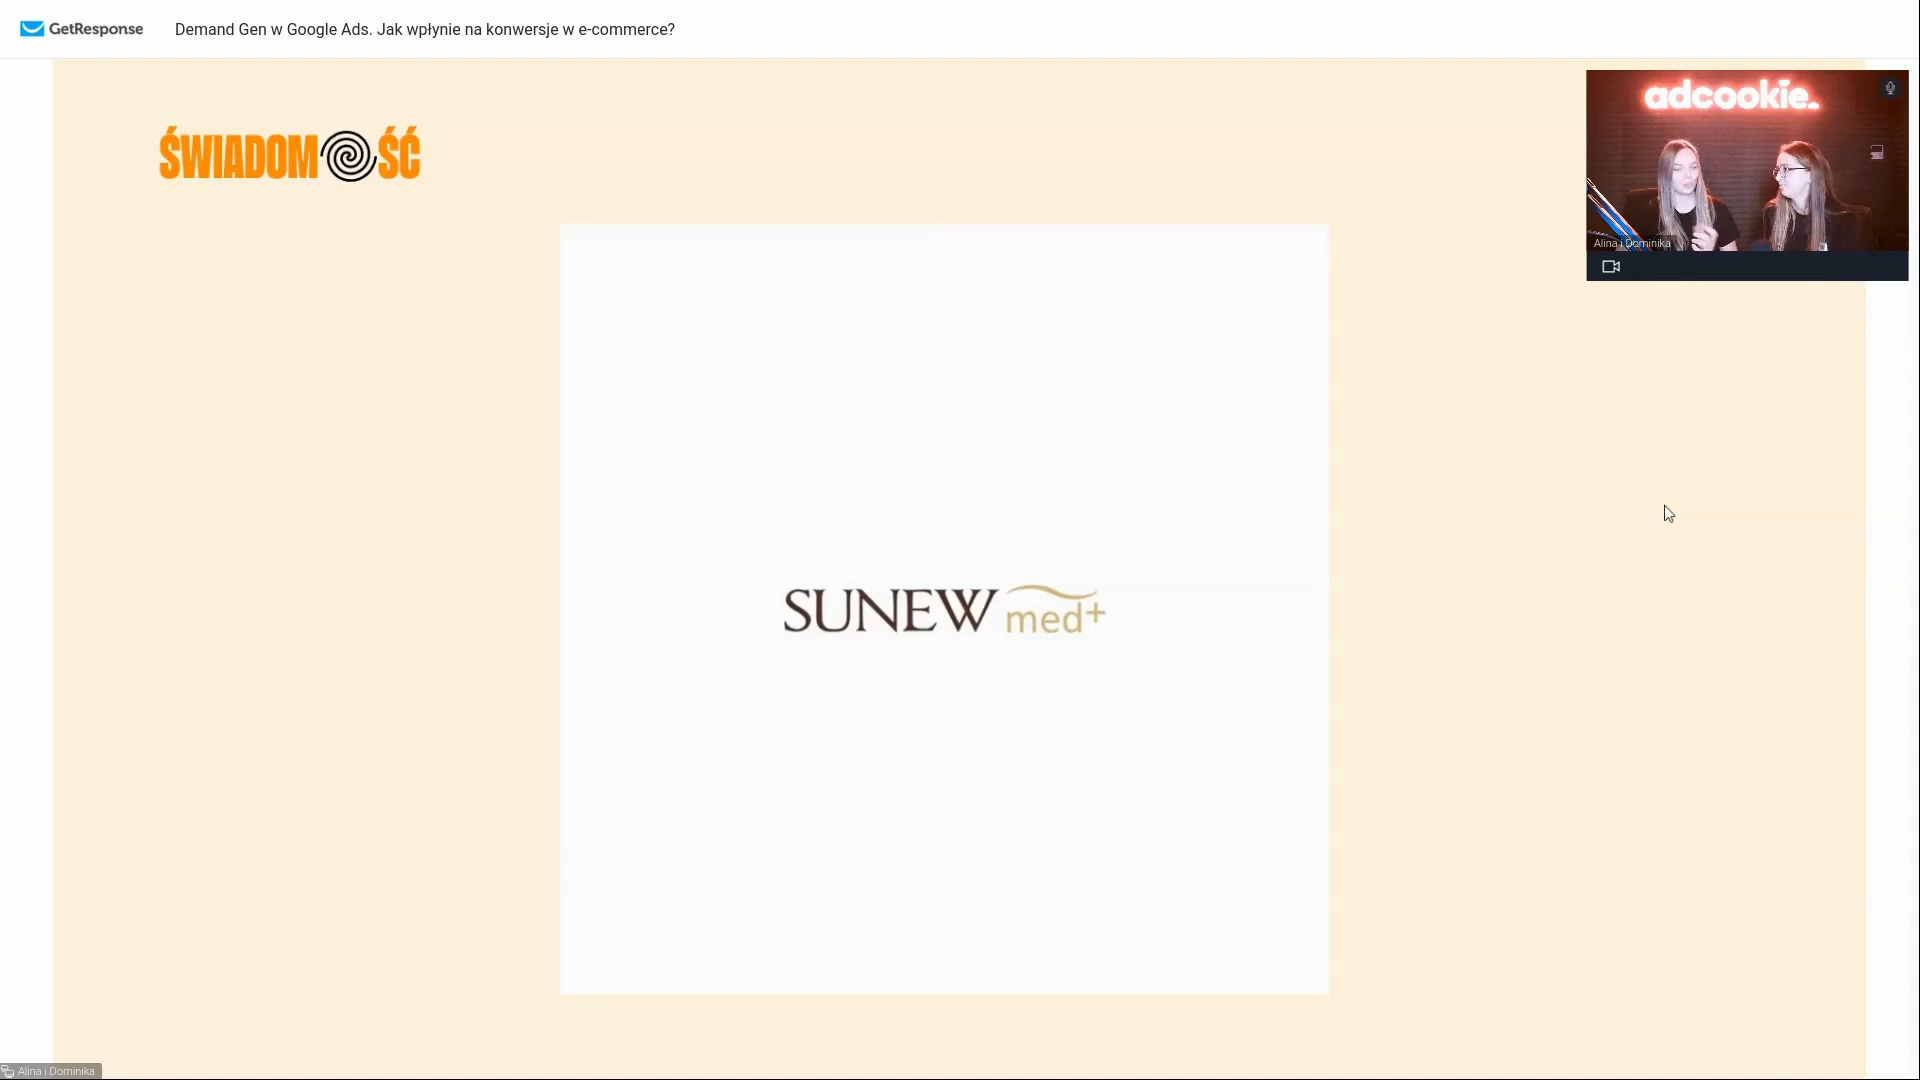 GetResponse
Demand Gen w Google Ads. Jak wpłynie na konwersje w e-commerce?
ŚWIADOMOŚĆ
adcookie.
Alina i Dominika
SUNEW med+
Alina i Dominika